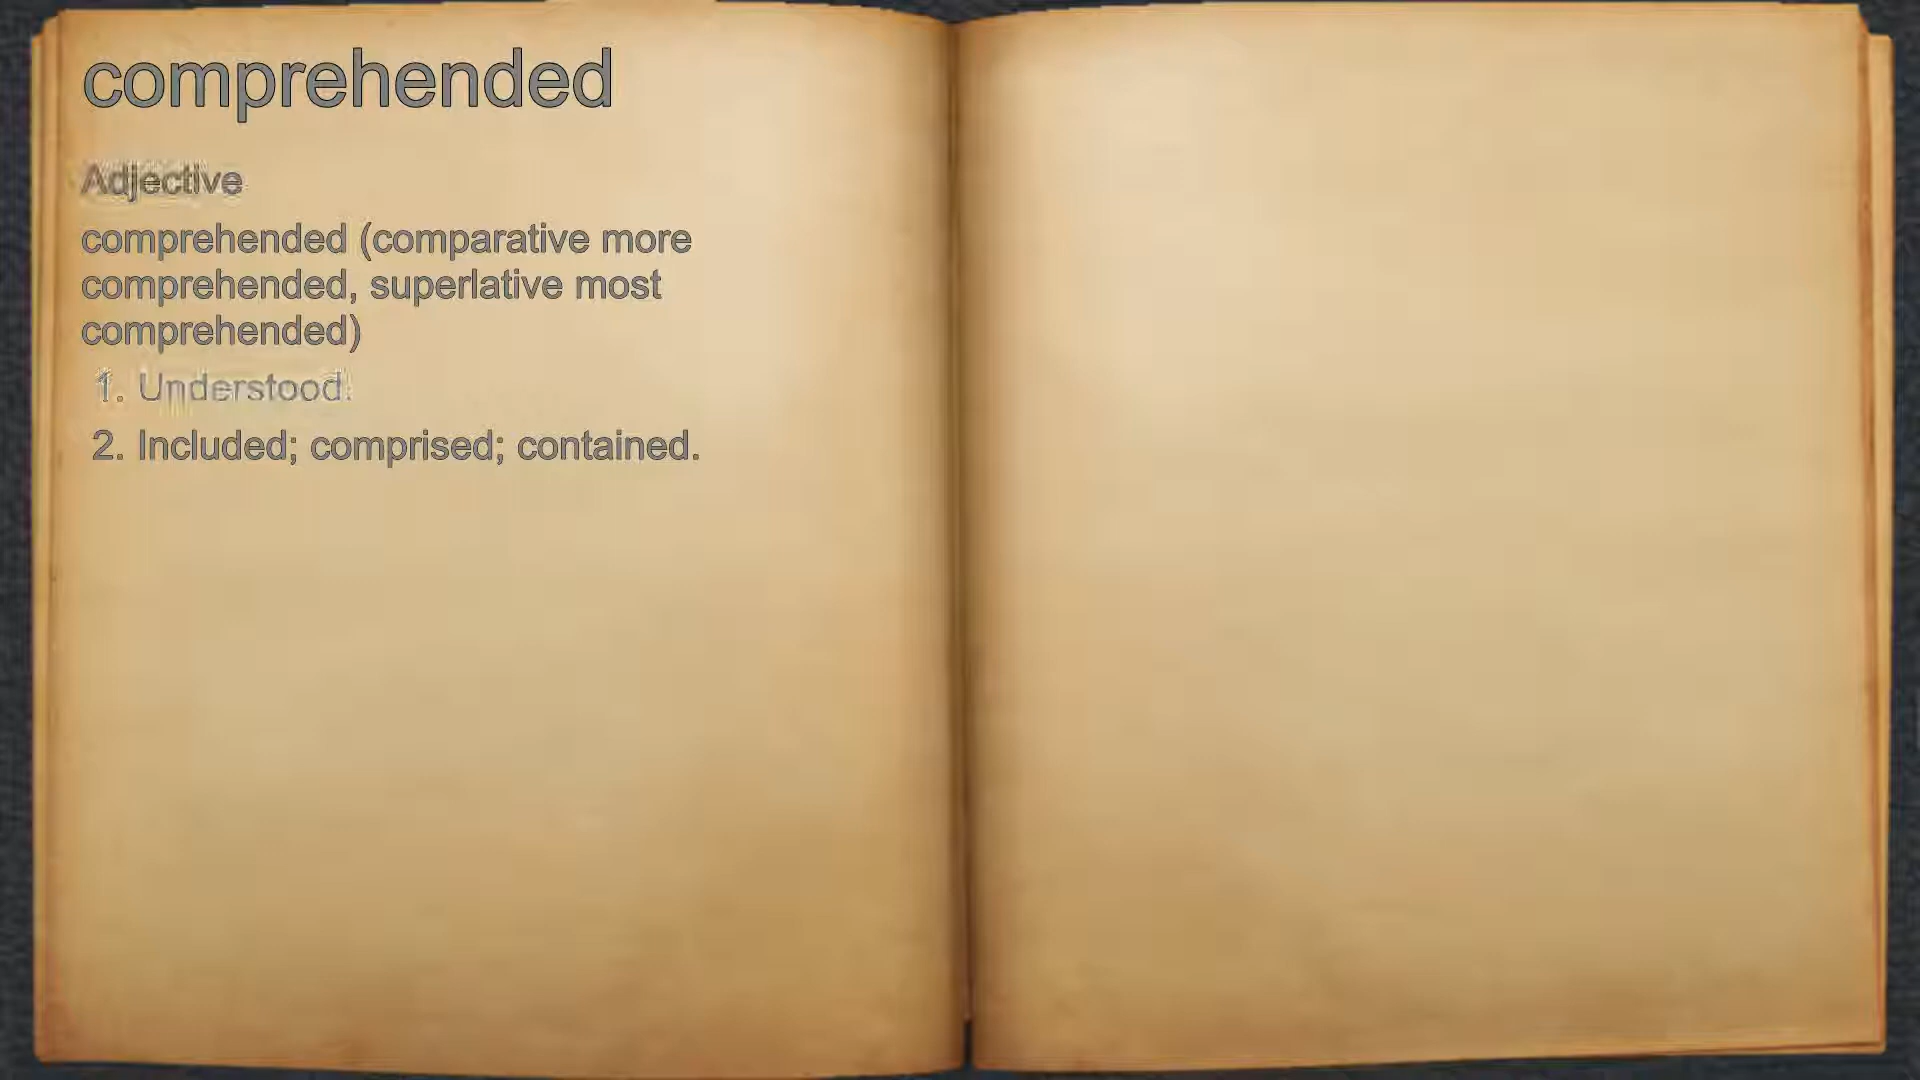 comprehended
Adjective
comprehended (comparative more
comprehended, superlative most
comprehended)
1. Understood.
2. Included; comprised; contained.